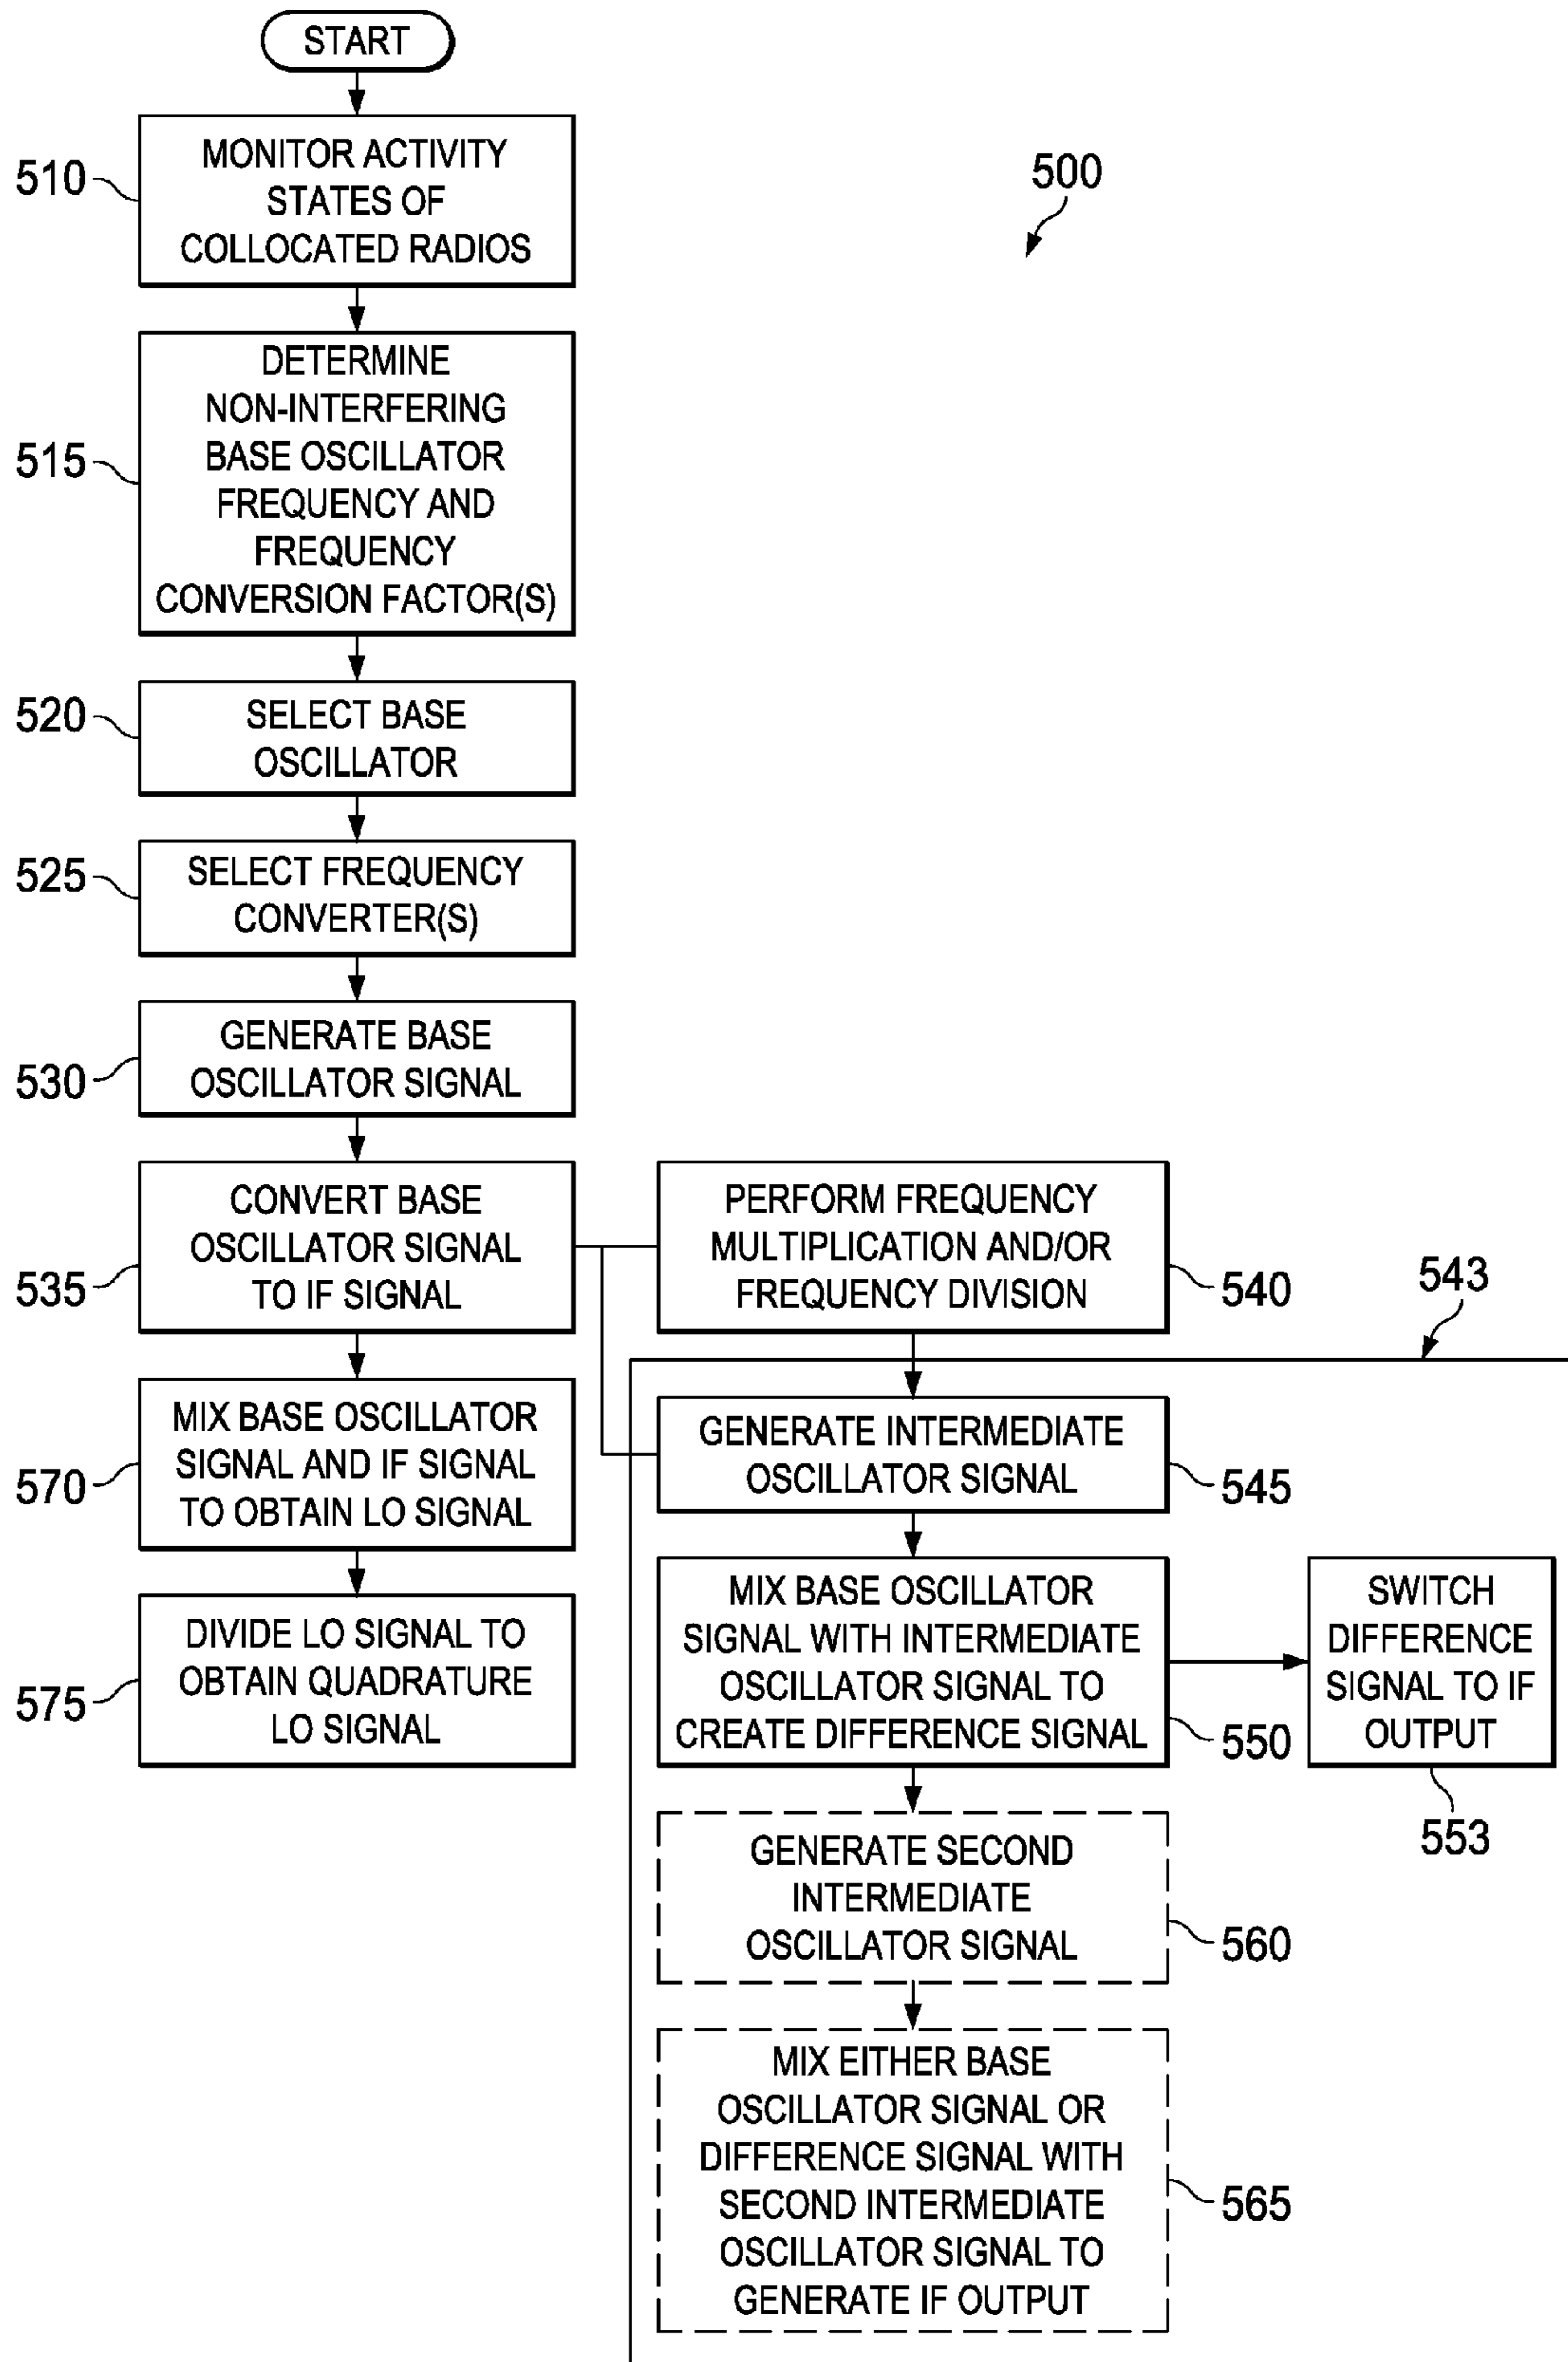 START
510
MONITOR ACTIVITY
STATES OF
COLLOCATED RADIOS
500
515
DETERMINE
NON-INTERFERING
BASE OSCILLATOR
FREQUENCY AND
FREQUENCY
CONVERSION FACTOR(S)
520
SELECT BASE
OSCILLATOR
525
SELECT FREQUENCY
CONVERTER(S)
530
GENERATE BASE
OSCILLATOR SIGNAL
535
CONVERT BASE
OSCILLATOR SIGNAL
TO IF SIGNAL
PERFORM FREQUENCY
MULTIPLICATION AND/OR
FREQUENCY DIVISION
540
543
570
MIX BASE OSCILLATOR
SIGNAL AND IF SIGNAL
TO OBTAIN LO SIGNAL
GENERATE INTERMEDIATE
OSCILLATOR SIGNAL
545
575
DIVIDE LO SIGNAL TO
OBTAIN QUADRATURE
LO SIGNAL
MIX BASE OSCILLATOR
SIGNAL WITH INTERMEDIATE
OSCILLATOR SIGNAL TO
CREATE DIFFERENCE SIGNAL
550
SWITCH
DIFFERENCE
SIGNAL TO IF
OUTPUT
553
GENERATE SECOND
INTERMEDIATE
OSCILLATOR SIGNAL
560
MIX EITHER BASE
OSCILLATOR SIGNAL OR
DIFFERENCE SIGNAL WITH
SECOND INTERMEDIATE
OSCILLATOR SIGNAL TO
GENERATE IF OUTPUT
565